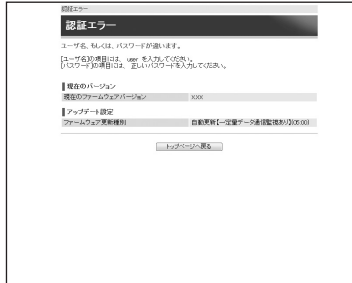 認証エラー
認証エラー
ユーザ名、もしくは、パスワードが違います。
[ユーザ名]の項目には、 user を入力してください。
[パスワード]の項目には、 正しいパスワードを入力してください。
現在のバージョン
現在のファームウェアバージョン XXX
アップデート設定
ファームウェア更新種別 自動更新【一定量データ通信監視あり】(05:00)
トップページへ戻る